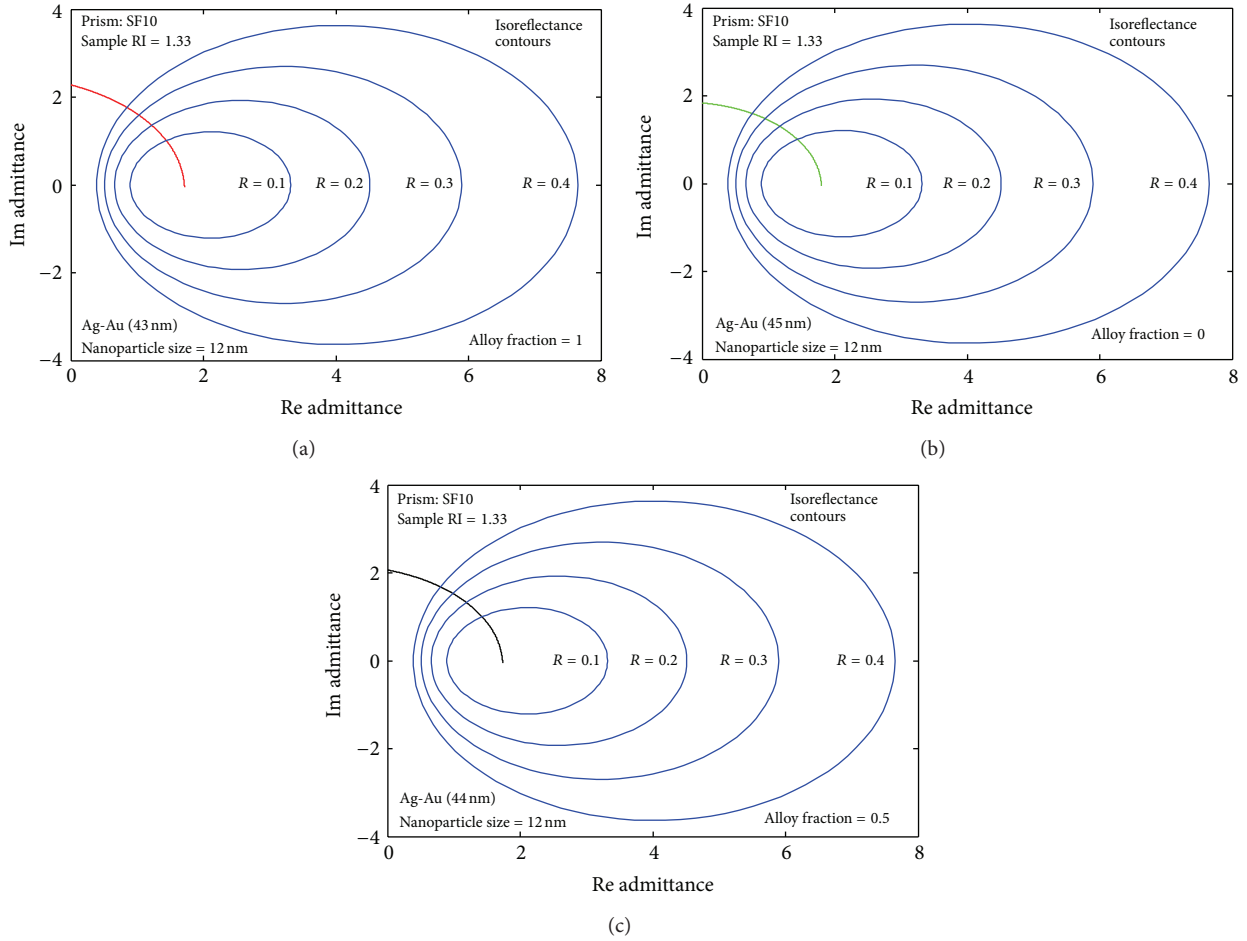 4
2
0
−2
−4
Im admittance
Prism: SF10
Sample RI = 1.33
Isoreflectance
contours
R = 0.1
R = 0.2
R = 0.3
R = 0.4
Ag-Au (43 nm)
Nanoparticle size = 12 nm
Alloy fraction = 1
0
2
4
6
8
Re admittance
(a)
4
2
0
−2
−4
Im admittance
Prism: SF10
Sample RI = 1.33
Isoreflectance
contours
R = 0.1
R = 0.2
R = 0.3
R = 0.4
Ag-Au (45 nm)
Nanoparticle size = 12 nm
Alloy fraction = 0
0
2
4
6
8
Re admittance
(b)
4
2
0
−2
−4
Im admittance
Prism: SF10
Sample RI = 1.33
Isoreflectance
contours
R = 0.1
R = 0.2
R = 0.3
R = 0.4
Ag-Au (44 nm)
Nanoparticle size = 12 nm
Alloy fraction = 0.5
0
2
4
6
8
Re admittance
(c)